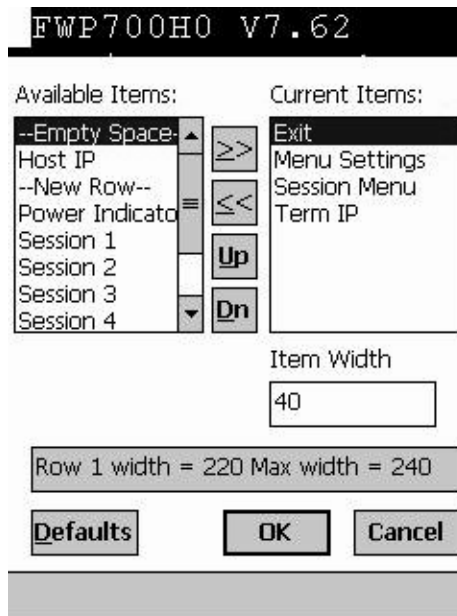 FWP700H0 V7.62
Available Items:
--Empty Space-
Host IP
--New Row--
Power Indicato
Session 1
Session 2
Session 3
Session 4
>>
<<
Up
Dn
Current Items:
Exit
Menu Settings
Session Menu
Term IP
Item Width
40
Row 1 width = 220 Max width = 240
Defaults
OK
Cancel